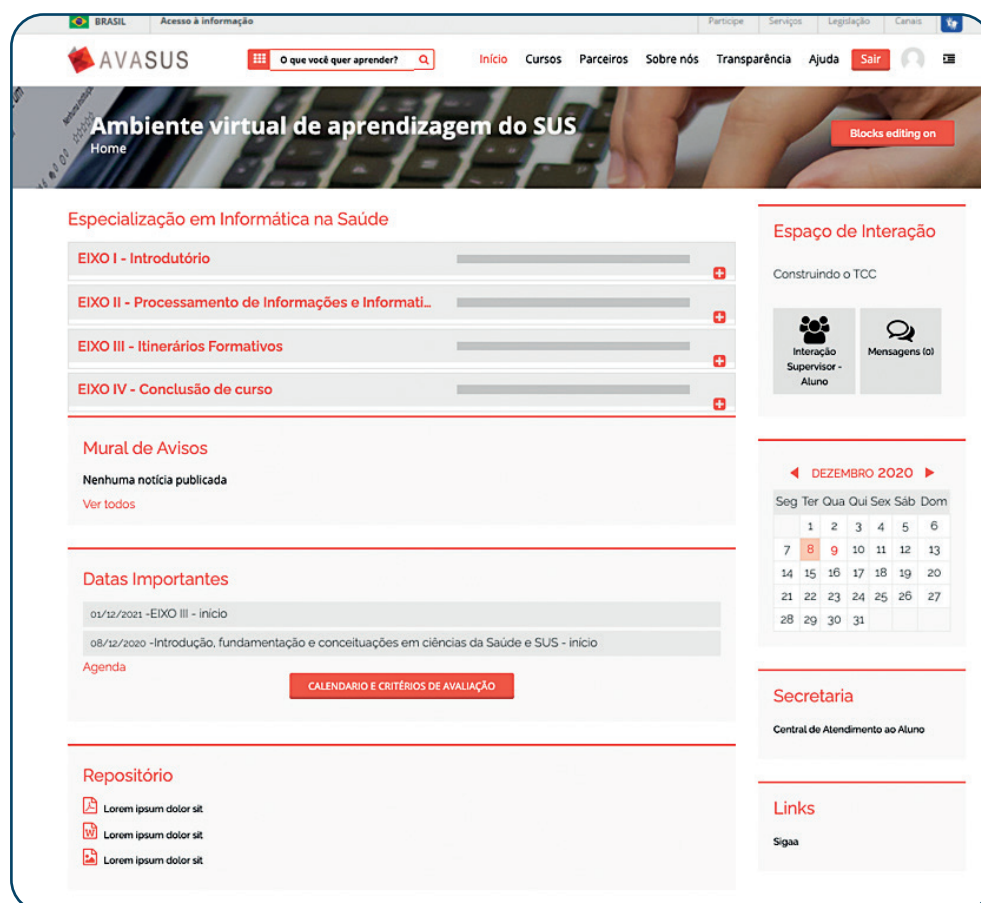 BRASIL Acesso à informação Participe Serviços Legislação Canais
AVASUS O que você quer aprender? Início Cursos Parceiros Sobre nós Transparência Ajuda Sair
Ambiente virtual de aprendizagem do SUS
Home
Blocks editing on
Especialização em Informática na Saúde
EIXO I - Introdutório
EIXO II - Processamento de Informações e Informati...
EIXO III - Itinerários Formativos
EIXO IV - Conclusão de curso
Mural de Avisos
Nenhuma notícia publicada
Ver todos
Datas Importantes
01/12/2021 -EIXO III - início
08/12/2020 -Introdução, fundamentação e conceituações em ciências da Saúde e SUS - início
Agenda
CALENDARIO E CRITÉRIOS DE AVALIAÇÃO
Repositório
Lorem ipsum dolor sit
Lorem ipsum dolor sit
Lorem ipsum dolor sit
Espaço de Interação
Construindo o TCC
Interação
Supervisor -
Aluno
Mensagens (0)
DEZEMBRO 2020
Seg Ter Qua Qui Sex Sáb Dom
1 2 3 4 5 6
7 8 9 10 11 12 13
14 15 16 17 18 19 20
21 22 23 24 25 26 27
28 29 30 31
Secretaria
Central de Atendimento ao Aluno
Links
Sigaa